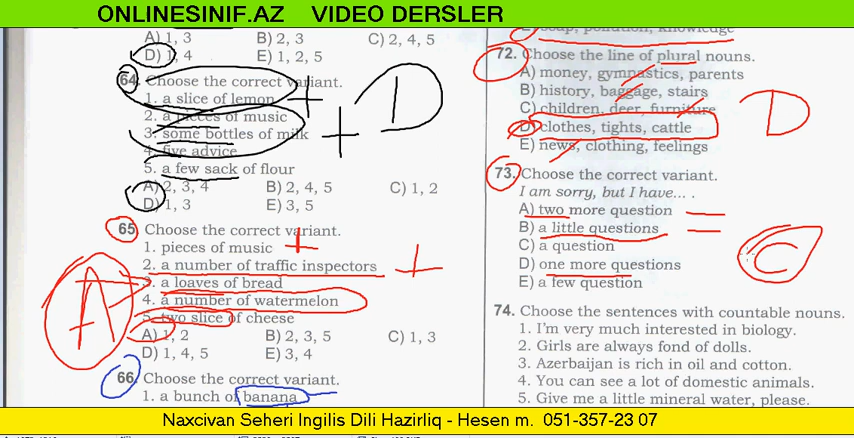 ONLINESINIF.AZ VIDEO DERSLER
A) 1, 3 B) 2, 3 C) 2, 4, 5
D) 1, 4 E) 1, 2, 5
64. Choose the correct variant.
1. a slice of lemon
2. a pieces of music
3. some bottles of milk
4. five advice
5. a few sack of flour
A) 2, 3, 4 B) 2, 4, 5 C) 1, 2
D) 1, 3 E) 3, 5
+ + D
65. Choose the correct variant.
1. pieces of music
2. a number of traffic inspectors
3. a loaves of bread
4. a number of watermelon
5. two slice of cheese
A) 1, 2 B) 2, 3, 5 C) 1, 3
D) 1, 4, 5 E) 3, 4
+ + A
66. Choose the correct variant.
1. a bunch of banana
E) soap, pollution, knowledge
72. Choose the line of plural nouns.
A) money, gymnastics, parents
B) history, baggage, stairs
C) children, deer, furniture
D) clothes, tights, cattle
E) news, clothing, feelings
D
73. Choose the correct variant.
I am sorry, but I have... .
A) two more question
B) a little questions
C) a question
D) one more questions
E) a few question
C
74. Choose the sentences with countable nouns.
1. I'm very much interested in biology.
2. Girls are always fond of dolls.
3. Azerbaijan is rich in oil and cotton.
4. You can see a lot of domestic animals.
5. Give me a little mineral water, please.
Naxcivan Seheri Ingilis Dili Hazirliq - Hesen m. 051-357-23 07